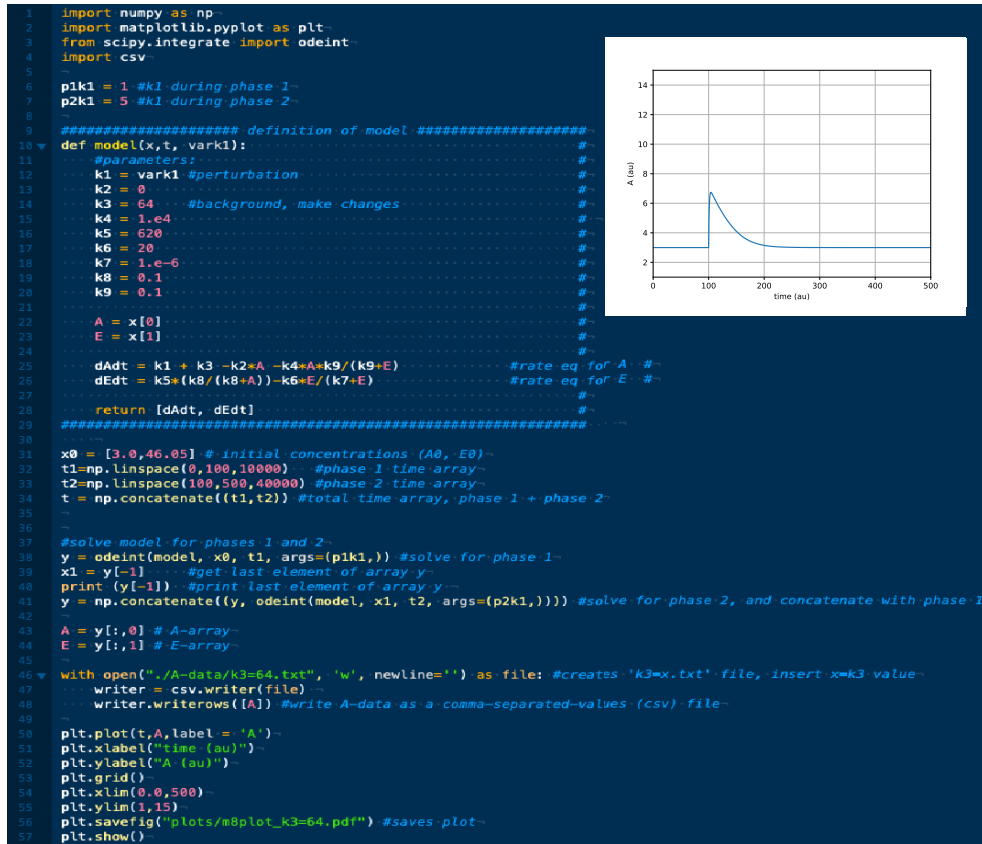 1 import numpy as np
2 import matplotlib.pyplot as plt
3 from scipy.integrate import odeint
4 import csv
5
6 p1k1 = 1 #k1 during phase 1
7 p2k1 = 5 #k1 during phase 2
8
9 ##################### definition of model ####################
10 def model(x,t, vark1): #
11 #parameters: #
12 k1 = vark1 #perturbation #
13 k2 = 0 #
14 k3 = 64 #background, make changes #
15 k4 = 1.e4 #
16 k5 = 620 #
17 k6 = 20 #
18 k7 = 1.e-6 #
19 k8 = 0.1 #
20 k9 = 0.1 #
21 #
22 A = x[0] #
23 E = x[1] #
24 #
25 dAdt = k1 + k3 -k2*A -k4*A*k9/(k9+E) #rate eq for A #
26 dEdt = k5*(k8/(k8+A))-k6*E/(k7+E) #rate eq for E #
27 #
28 return [dAdt, dEdt] #
29 ##############################################################
30
31 x0 = [3.0,46.05] # initial concentrations (A0, E0)
32 t1=np.linspace(0,100,10000) #phase 1 time array
33 t2=np.linspace(100,500,40000) #phase 2 time array
34 t = np.concatenate((t1,t2)) #total time array, phase 1 + phase 2
35
36
37 #solve model for phases 1 and 2
38 y = odeint(model, x0, t1, args=(p1k1,)) #solve for phase 1
39 x1 = y[-1] #get last element of array y
40 print (y[-1]) #print last element of array y
41 y = np.concatenate((y, odeint(model, x1, t2, args=(p2k1,)))) #solve for phase 2, and concatenate with phase 1
42
43 A = y[:,0] # A-array
44 E = y[:,1] # E-array
45
46 with open("./A-data/k3=64.txt", 'w', newline='') as file: #creates 'k3=x.txt' file, insert x=k3 value
47 writer = csv.writer(file)
48 writer.writerows([A]) #write A-data as a comma-separated-values (csv) file
49
50 plt.plot(t,A,label = 'A')
51 plt.xlabel("time (au)")
52 plt.ylabel("A (au)")
53 plt.grid()
54 plt.xlim(0.0,500)
55 plt.ylim(1,15)
56 plt.savefig("plots/m8plot_k3=64.pdf") #saves plot
57 plt.show()
14
12
10
8
6
4
2
A (au)
0 100 200 300 400 500
time (au)